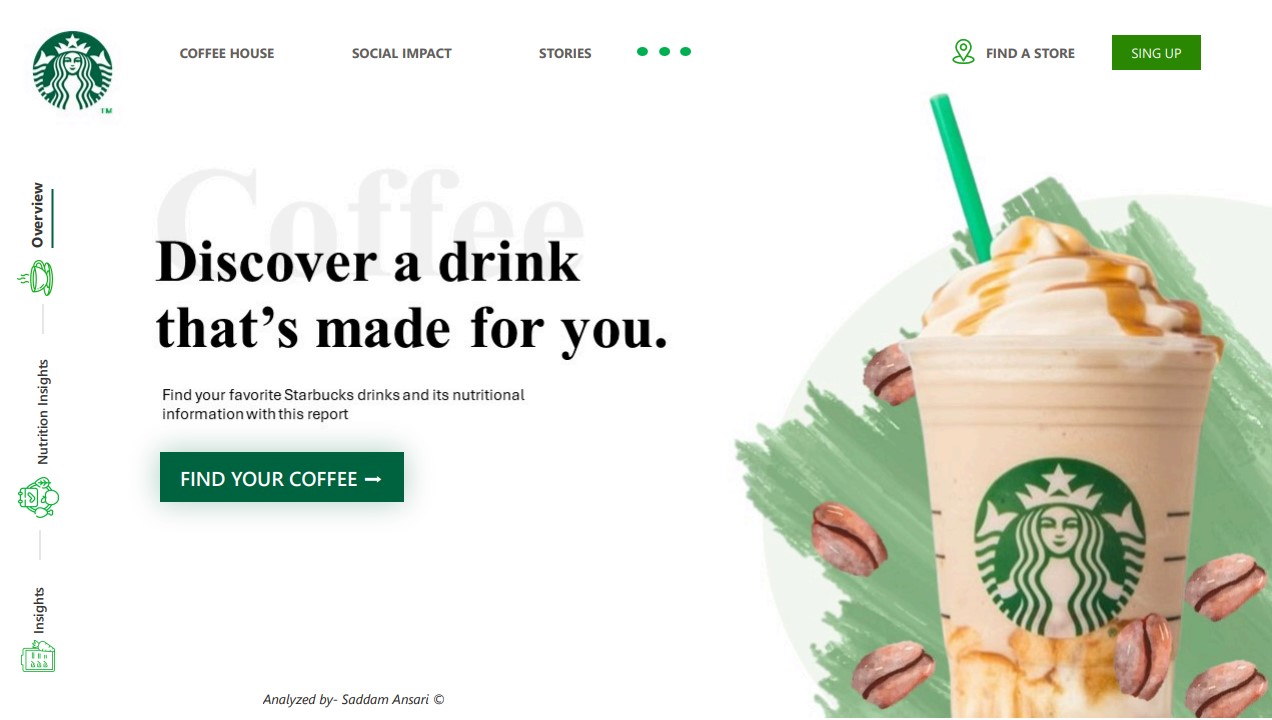 COFFEE HOUSE
SOCIAL IMPACT
STORIES
FIND A STORE
SING UP
TM
Overview
Nutrition Insights
Insights
Coffee
Discover a drink
that’s made for you.
Find your favorite Starbucks drinks and its nutritional
information with this report
FIND YOUR COFFEE ➞
Analyzed by- Saddam Ansari ©